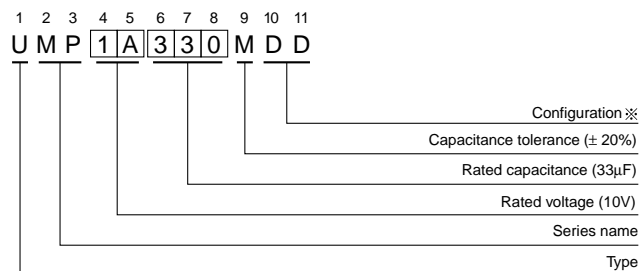 1 2 3 4 5 6 7 8 9 10 11
U M P 1 A 3 3 0 M D D
Configuration ※
Capacitance tolerance (± 20%)
Rated capacitance (33µF)
Rated voltage (10V)
Series name
Type